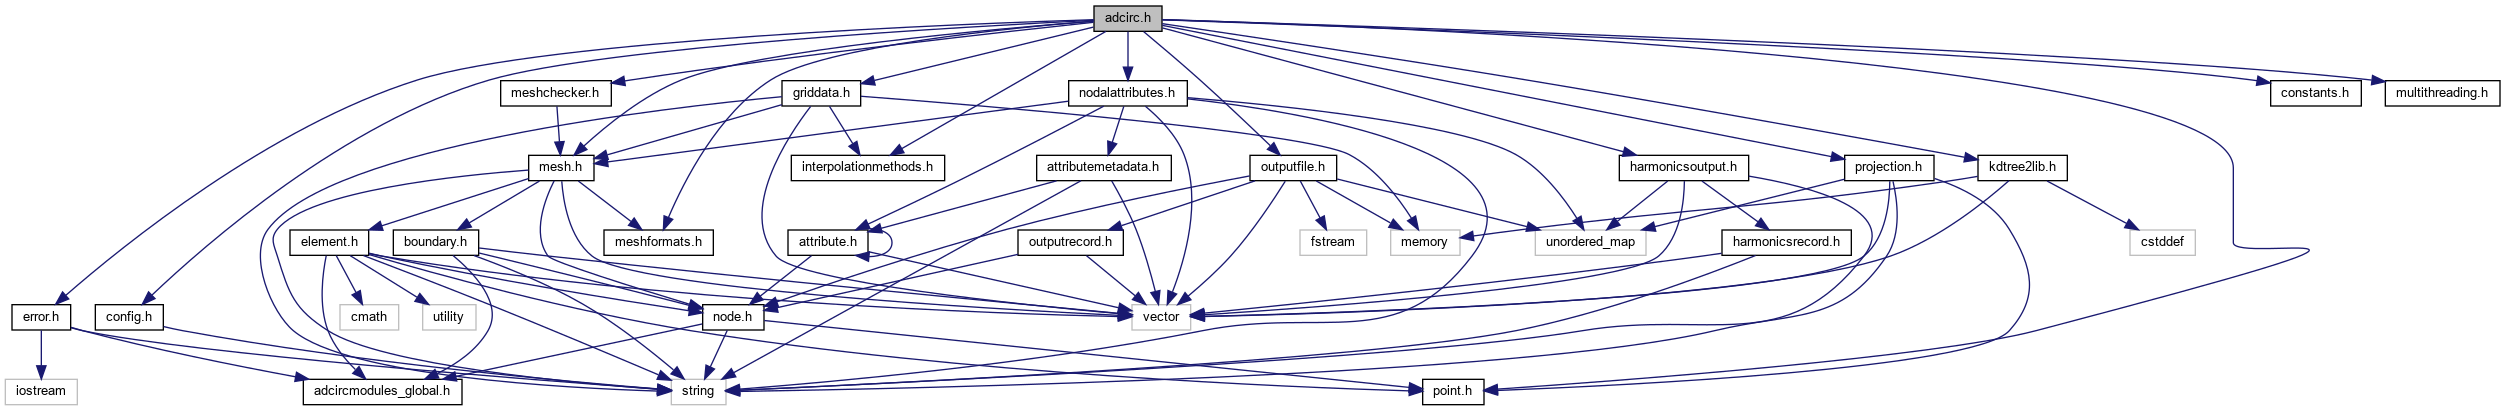 adcirc.h
meshchecker.h
griddata.h
nodalattributes.h
constants.h
multithreading.h
mesh.h
interpolationmethods.h
attributemetadata.h
outputfile.h
harmonicsoutput.h
projection.h
kdtree2lib.h
element.h
boundary.h
meshformats.h
attribute.h
outputrecord.h
fstream
memory
unordered_map
harmonicsrecord.h
cstddef
error.h
config.h
cmath
utility
node.h
vector
iostream
adcircmodules_global.h
string
point.h